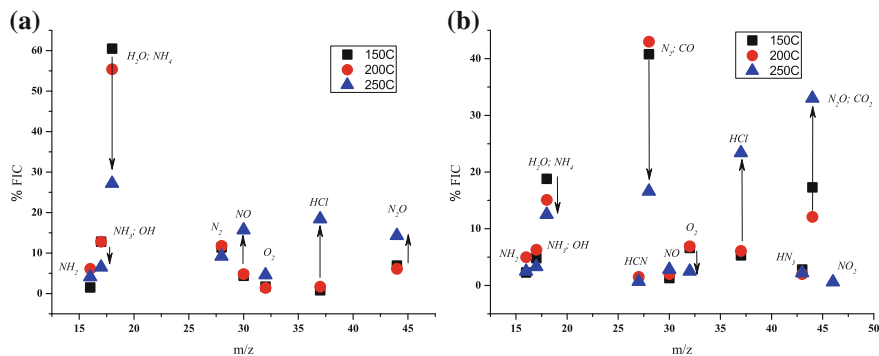 (a)
% FIC
60
50
40
30
20
10
0
H2O; NH4
150C
200C
250C
NH2
NH3; OH
N2
NO
O2
HCl
N2O
15
20
25
30
35
40
45
m/z
(b)
% FIC
40
30
20
10
0
N2; CO
150C
200C
250C
N2O; CO2
H2O; NH4
HCl
NH2
NH3; OH
O2
HCN
NO
HN3
NO2
15
20
25
30
35
40
45
50
m/z